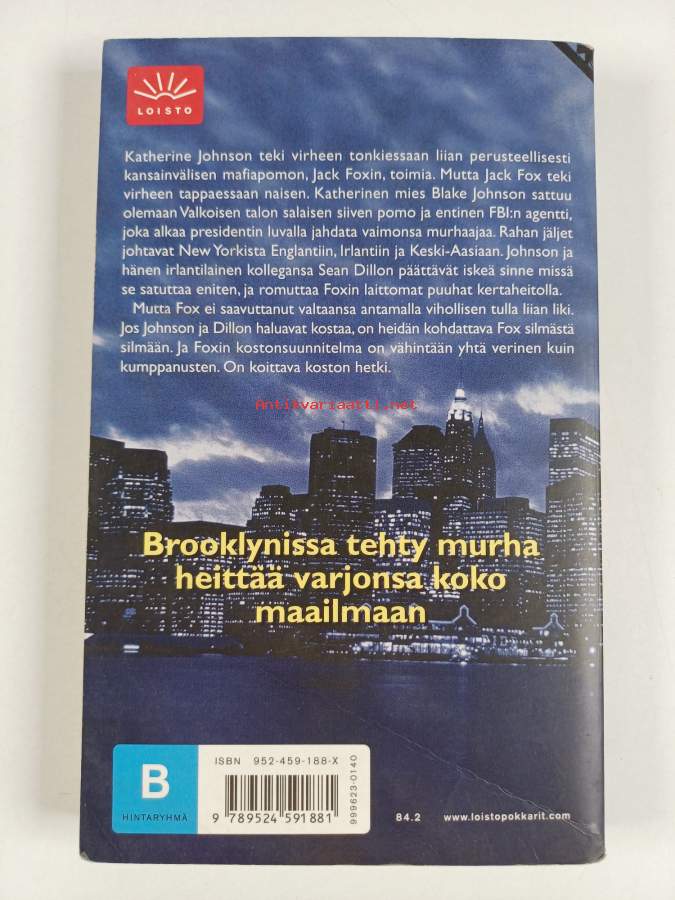 LOISTO
Katherine Johnson teki virheen tonkiessaan liian perusteellisesti
kansainvälisen mafiapomon, Jack Foxin, toimia. Mutta Jack Fox teki
virheen tappaessaan naisen. Katherinen mies Blake Johnson sattuu
olemaan Valkoisen talon salaisen siiven pomo ja entinen FBI:n agentti,
joka alkaa presidentin luvalla jahdata vaimonsa murhaajaa. Rahan jäljet
johtavat New Yorkista Englantiin, Irlantiin ja Keski-Aasiaan. Johnson ja
hänen irlantilainen kollegansa Sean Dillon päättävät iskeä sinne missä
se satuttaa eniten, ja romuttaa Foxin laittomat puuhat kertaheitolla.
Mutta Fox ei saavuttanut valtaansa antamalla vihollisen tulla liian liki.
Jos Johnson ja Dillon haluavat kostaa, on heidän kohdattava Fox silmästä
silmään. Ja Foxin kostonsuunnitelma on vähintään yhtä verinen kuin
kumppanusten. On koittava koston hetki.
Antikvariaatti.net
Brooklynissa tehty murha
heittää varjonsa koko
maailmaan
B
HINTARYHMÄ
ISBN 952-459-188-X
9 789524 591881
999623-0140
84.2 www.loistopokkarit.com